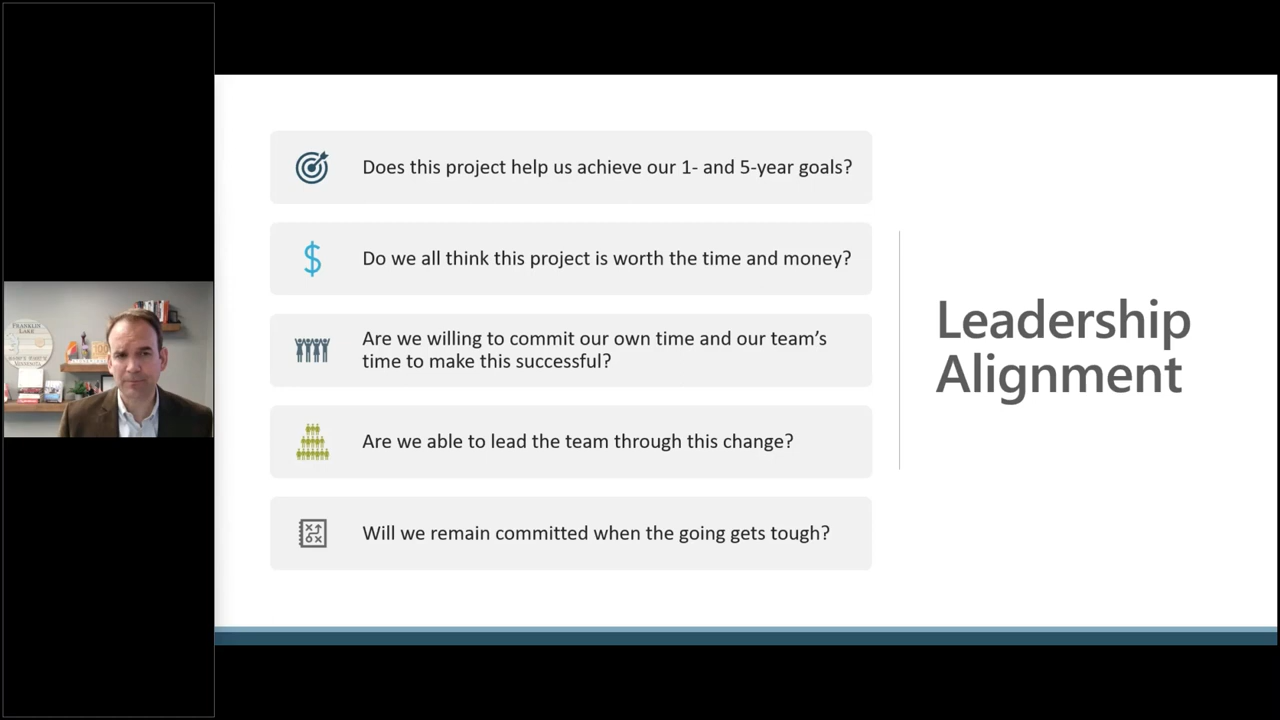 Does this project help us achieve our 1- and 5-year goals?
Do we all think this project is worth the time and money?
Are we willing to commit our own time and our team's
time to make this successful?
Are we able to lead the team through this change?
Will we remain committed when the going gets tough?
Leadership
Alignment
FRANKLIN
LAKE